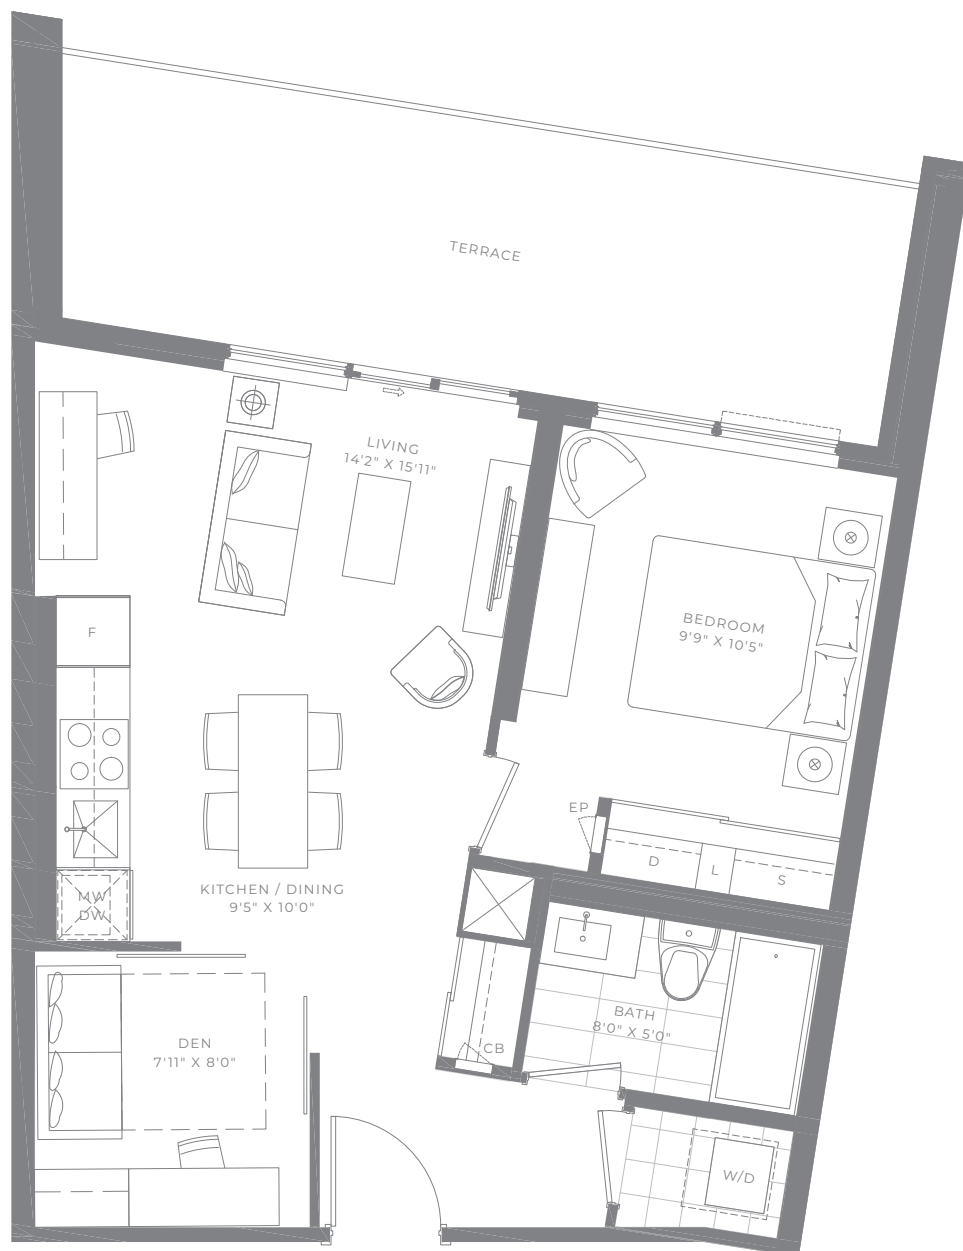 TERRACE
LIVING
14'2" X 15'11"
F
BEDROOM
9'9" X 10'5"
EP
D
L
S
KITCHEN / DINING
9'5" X 10'0"
MW
DW
BATH
8'0" X 5'0"
CB
DEN
7'11" X 8'0"
W/D